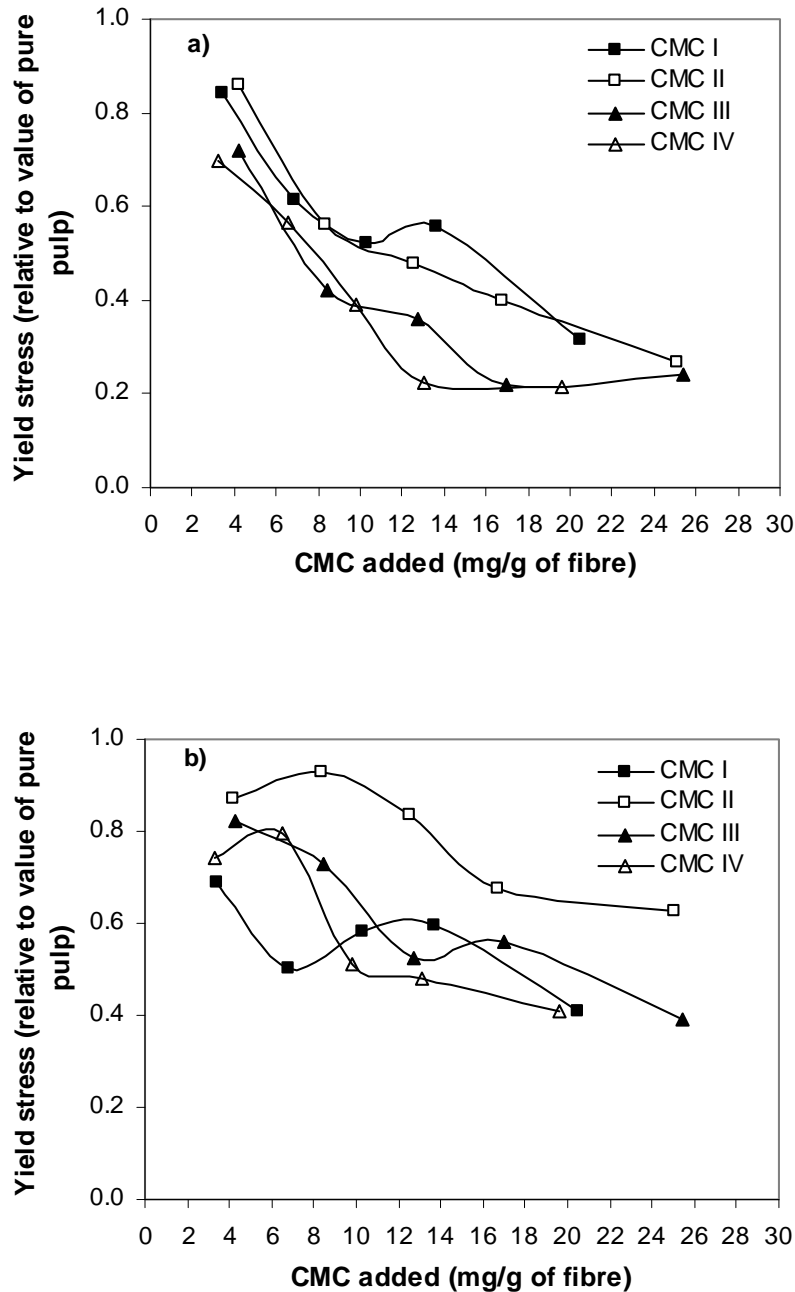 a)
CMC I
CMC II
CMC III
CMC IV
1.0
0.8
0.6
0.4
0.2
0.0
Yield stress (relative to value of pure
pulp)
0 2 4 6 8 10 12 14 16 18 20 22 24 26 28 30
CMC added (mg/g of fibre)
b)
CMC I
CMC II
CMC III
CMC IV
1.0
0.8
0.6
0.4
0.2
0.0
Yield stress (relative to value of pure
pulp)
0 2 4 6 8 10 12 14 16 18 20 22 24 26 28 30
CMC added (mg/g of fibre)